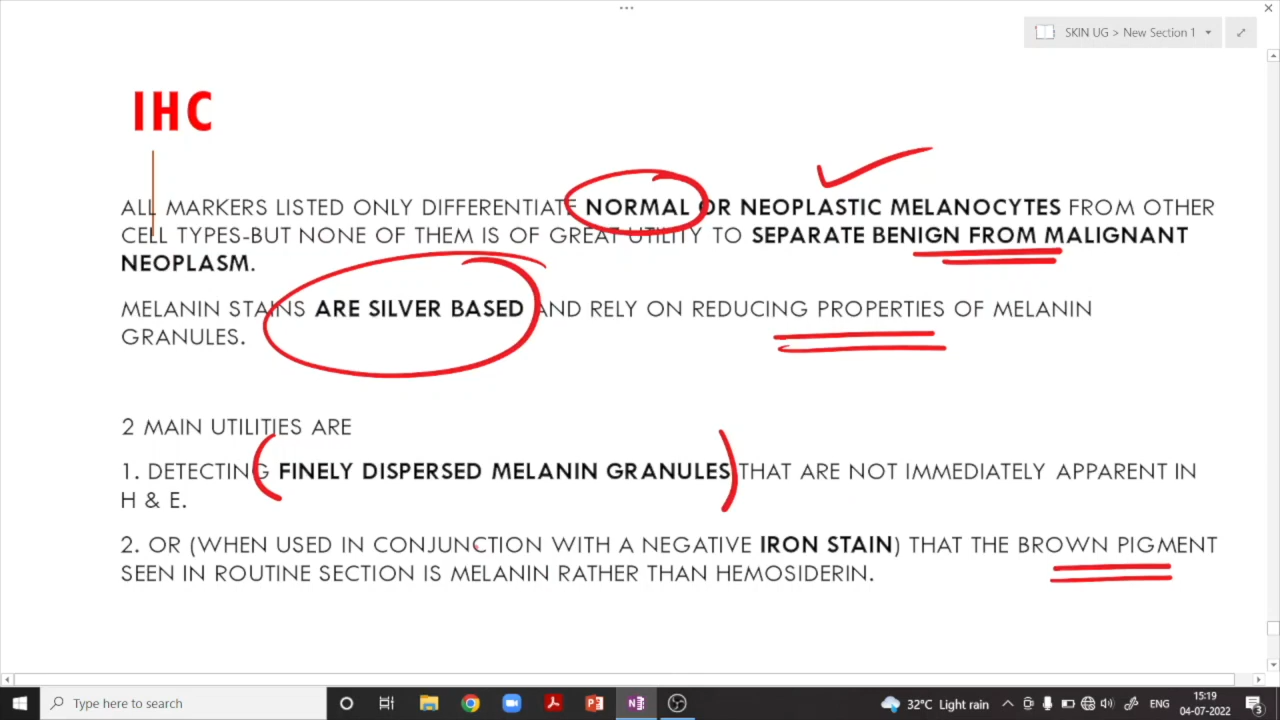 SKIN UG > New Section 1
IHC
ALL MARKERS LISTED ONLY DIFFERENTIATE NORMAL OR NEOPLASTIC MELANOCYTES FROM OTHER
CELL TYPES-BUT NONE OF THEM IS OF GREAT UTILITY TO SEPARATE BENIGN FROM MALIGNANT
NEOPLASM.
MELANIN STAINS ARE SILVER BASED AND RELY ON REDUCING PROPERTIES OF MELANIN
GRANULES.
2 MAIN UTILITIES ARE
1. DETECTING FINELY DISPERSED MELANIN GRANULES THAT ARE NOT IMMEDIATELY APPARENT IN
H & E.
2. OR (WHEN USED IN CONJUNCTION WITH A NEGATIVE IRON STAIN) THAT THE BROWN PIGMENT
SEEN IN ROUTINE SECTION IS MELANIN RATHER THAN HEMOSIDERIN.
Type here to search
32°C Light rain
ENG
15:19
04-07-2022
3